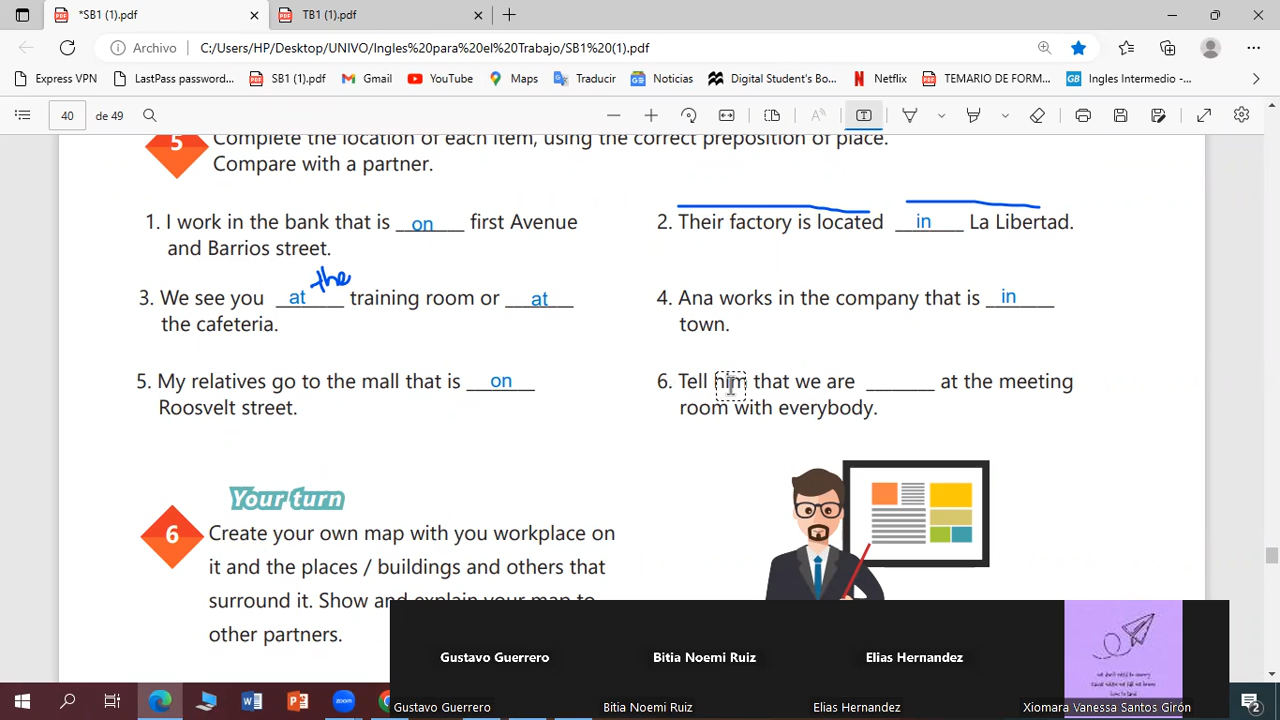 *SB1 (1).pdf
TB1 (1).pdf
Archivo
C:/Users/HP/Desktop/UNIVO/Ingles%20para%20el%20Trabajo/SB1%20(1).pdf
Express VPN
LastPass password...
SB1 (1).pdf
Gmail
YouTube
Maps
Traducir
Noticias
Digital Student's Bo...
Netflix
TEMARIO DE FORM...
Ingles Intermedio -...
40
de 49
5
Complete the location of each item, using the correct preposition of place.
Compare with a partner.
1. I work in the bank that is on first Avenue
and Barrios street.
2. Their factory is located in La Libertad.
the
3. We see you at training room or at
the cafeteria.
4. Ana works in the company that is in
town.
5. My relatives go to the mall that is on
Roosvelt street.
6. Tell him that we are _______ at the meeting
room with everybody.
Your turn
6
Create your own map with you workplace on
it and the places / buildings and others that
surround it. Show and explain your map to
other partners.
Gustavo Guerrero
Bitia Noemi Ruiz
Elias Hernandez
Gustavo Guerrero
Bitia Noemi Ruiz
Elias Hernandez
Xiomara Vanessa Santos Girón
2